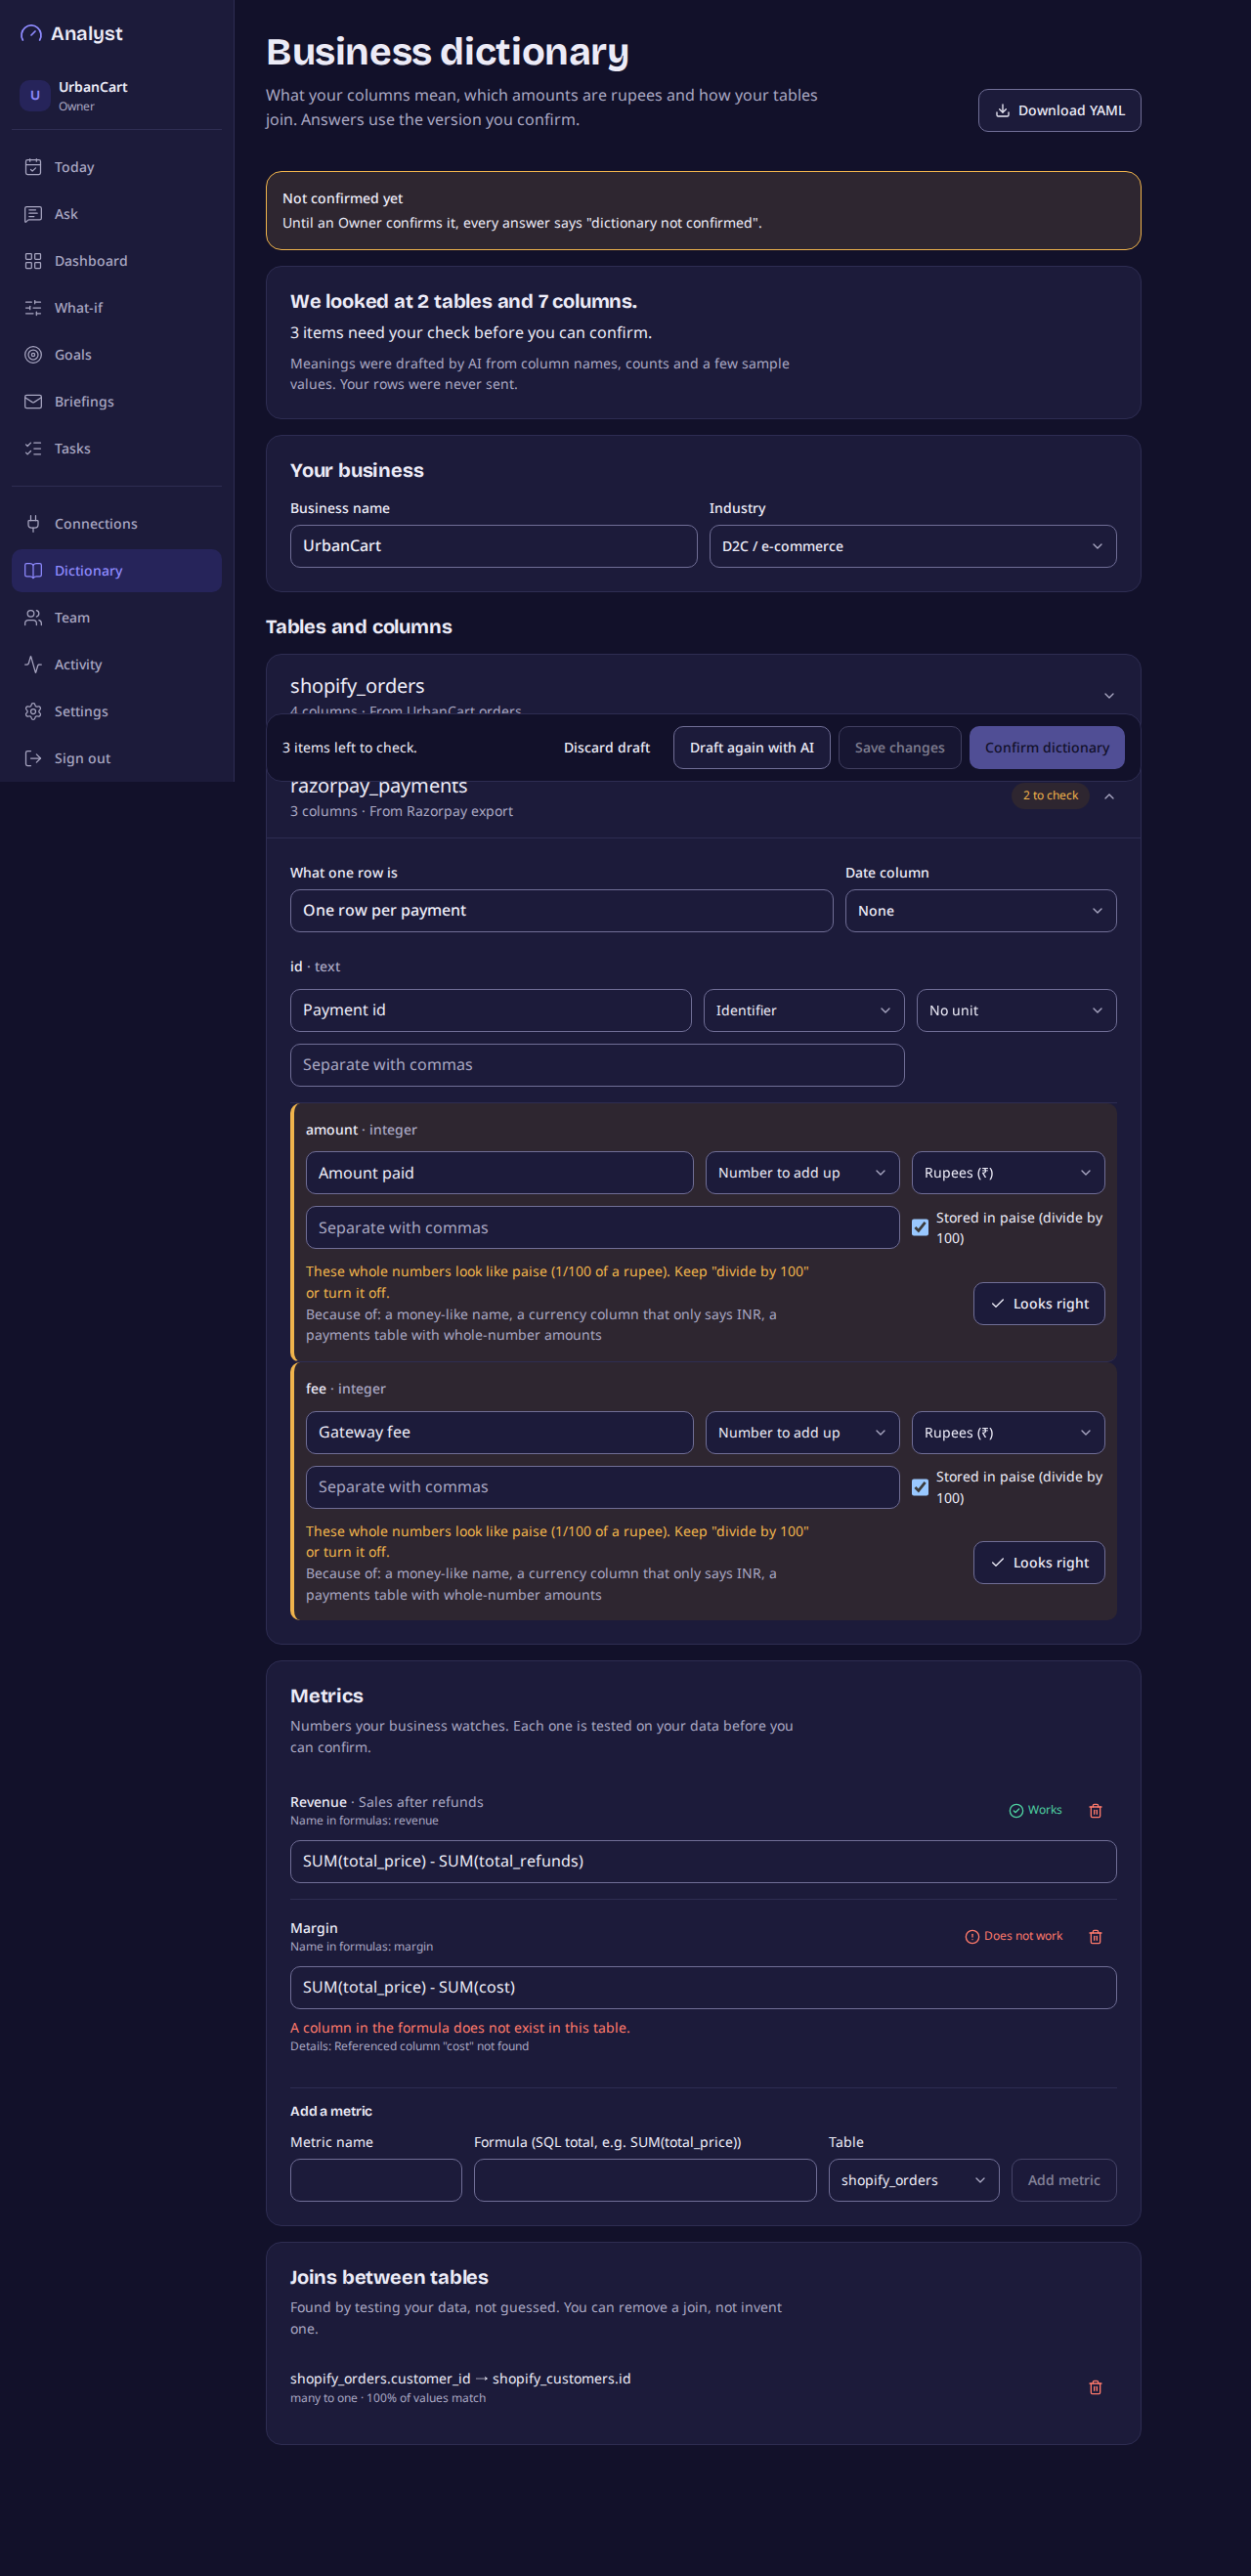 Analyst
U
UrbanCart
Owner
Today
Ask
Dashboard
What-if
Goals
Briefings
Tasks
Connections
Dictionary
Team
Activity
Settings
Sign out
Business dictionary
What your columns mean, which amounts are rupees and how your tables
join. Answers use the version you confirm.
Download YAML
Not confirmed yet
Until an Owner confirms it, every answer says "dictionary not confirmed".
We looked at 2 tables and 7 columns.
3 items need your check before you can confirm.
Meanings were drafted by AI from column names, counts and a few sample
values. Your rows were never sent.
Your business
Business name
Industry
UrbanCart
D2C / e-commerce
Tables and columns
shopify_orders
4 columns · From UrbanCart orders
3 items left to check.
Discard draft
Draft again with AI
Save changes
Confirm dictionary
razorpay_payments
3 columns · From Razorpay export
2 to check
What one row is
Date column
One row per payment
None
id · text
Payment id
Identifier
No unit
Separate with commas
amount · integer
Amount paid
Number to add up
Rupees (₹)
Separate with commas
Stored in paise (divide by
100)
These whole numbers look like paise (1/100 of a rupee). Keep "divide by 100"
or turn it off.
Because of: a money-like name, a currency column that only says INR, a
payments table with whole-number amounts
Looks right
fee · integer
Gateway fee
Number to add up
Rupees (₹)
Separate with commas
Stored in paise (divide by
100)
These whole numbers look like paise (1/100 of a rupee). Keep "divide by 100"
or turn it off.
Because of: a money-like name, a currency column that only says INR, a
payments table with whole-number amounts
Looks right
Metrics
Numbers your business watches. Each one is tested on your data before you
can confirm.
Revenue · Sales after refunds
Name in formulas: revenue
Works
SUM(total_price) - SUM(total_refunds)
Margin
Name in formulas: margin
Does not work
SUM(total_price) - SUM(cost)
A column in the formula does not exist in this table.
Details: Referenced column "cost" not found
Add a metric
Metric name
Formula (SQL total, e.g. SUM(total_price))
Table
shopify_orders
Add metric
Joins between tables
Found by testing your data, not guessed. You can remove a join, not invent
one.
shopify_orders.customer_id → shopify_customers.id
many to one · 100% of values match